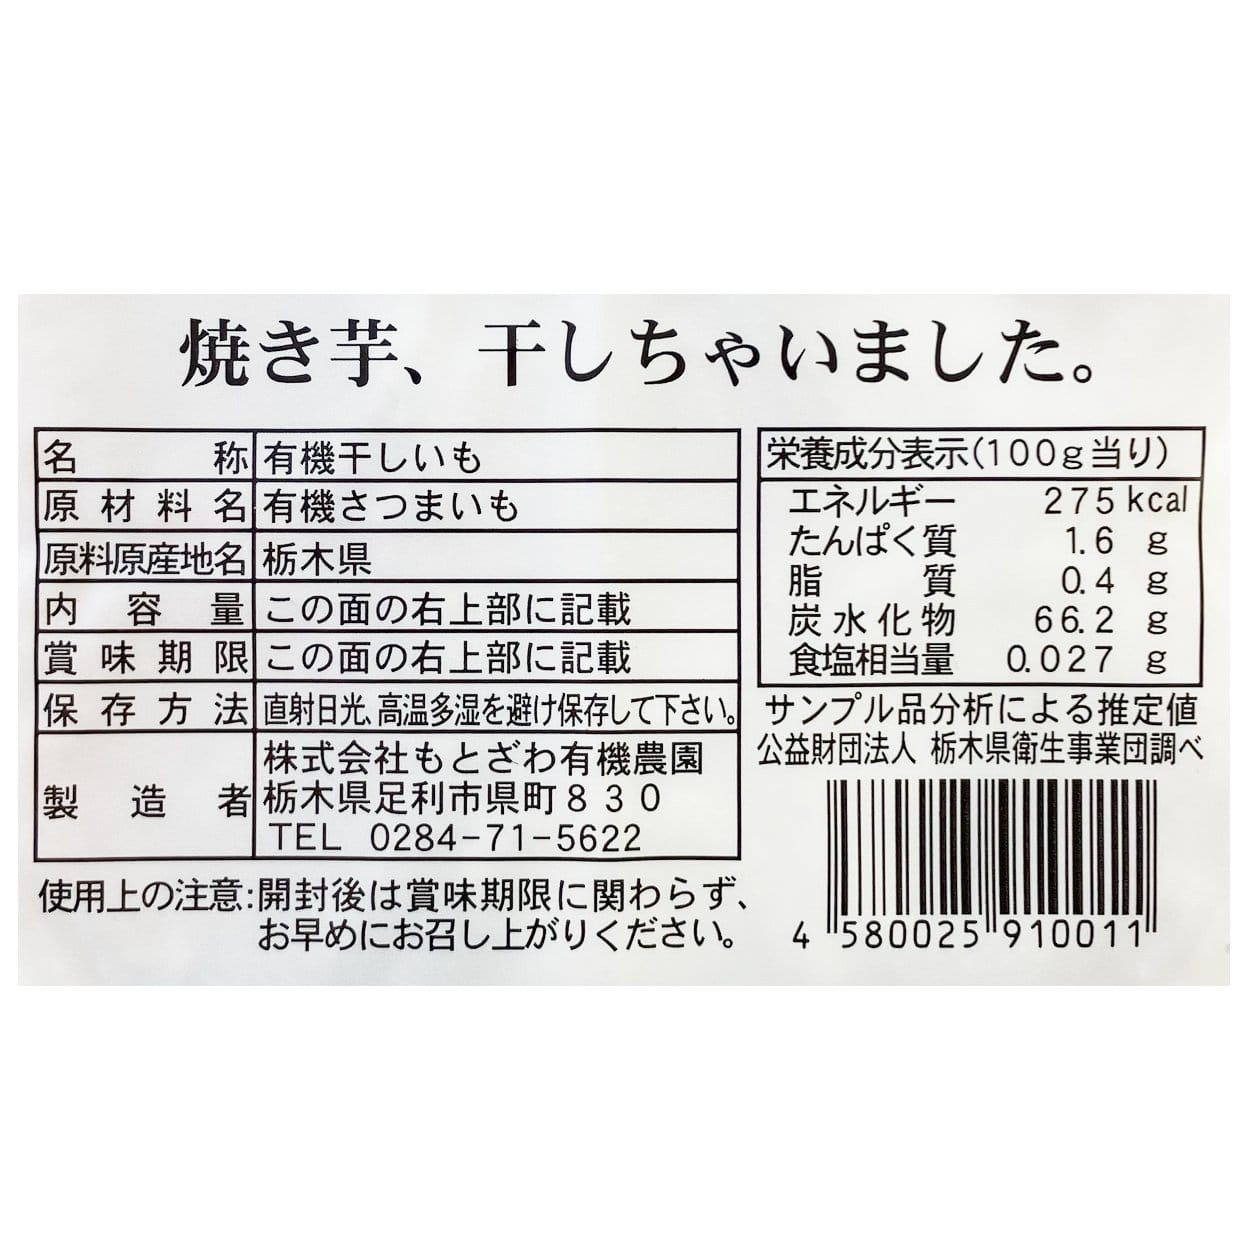 焼き芋、干しちゃいました。
名称 有機干しいも
原材料名 有機さつまいも
原料原産地名 栃木県
内容量 この面の右上部に記載
賞味期限 この面の右上部に記載
保存方法 直射日光、高温多湿を避け保存して下さい。
製造者 株式会社もとざわ有機農園
栃木県足利市県町830
TEL 0284-71-5622
使用上の注意:開封後は賞味期限に関わらず、
お早めにお召し上がりください。
栄養成分表示(100g当り)
エネルギー 275kcal
たんぱく質 1.6 g
脂質 0.4 g
炭水化物 66.2 g
食塩相当量 0.027 g
サンプル品分析による推定値
公益財団法人 栃木県衛生事業団調べ
4 580025 910011